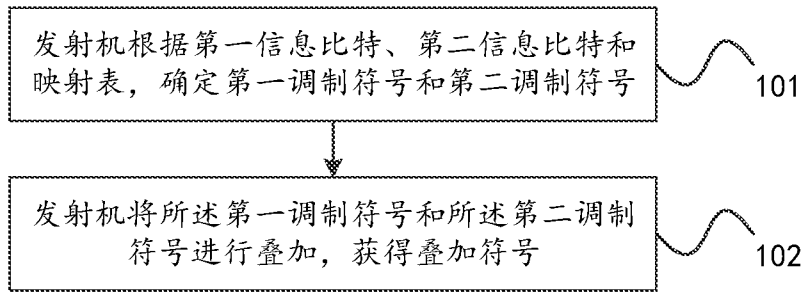 发射机根据第一信息比特、第二信息比特和
映射表，确定第一调制符号和第二调制符号
101
发射机将所述第一调制符号和所述第二调制
符号进行叠加，获得叠加符号
102